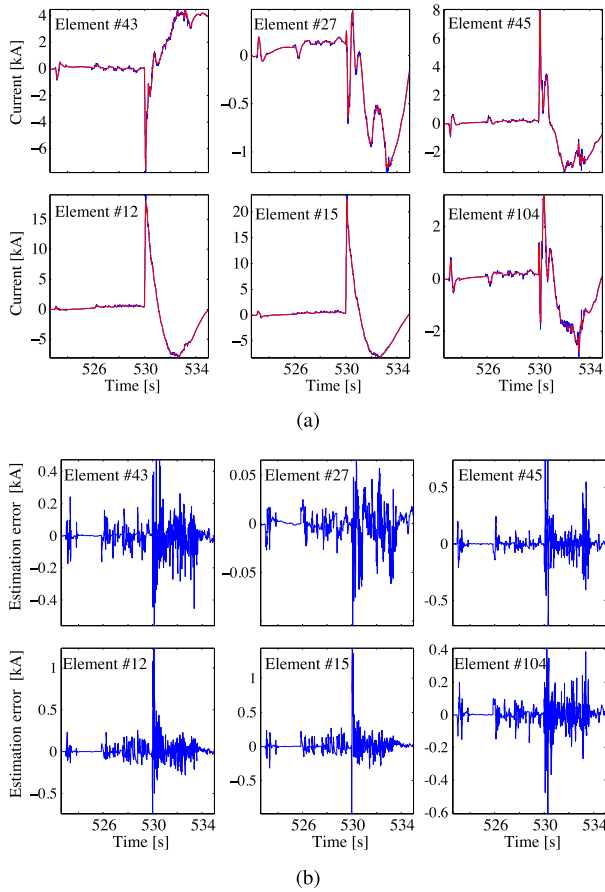 Element #43
Element #27
Element #45
Current [kA]
4
2
0
−2
−4
−6
0
−0.5
−1
8
6
4
2
0
−2
Element #12
Element #15
Element #104
Current [kA]
15
10
5
0
−5
20
15
10
5
0
−5
2
0
−2
526 530 534
526 530 534
526 530 534
Time [s]
Time [s]
Time [s]
(a)
Element #43
Element #27
Element #45
Estimation error [kA]
0.4
0.2
0
−0.2
−0.4
0.05
0
−0.05
0.5
0
−0.5
Element #12
Element #15
Element #104
Estimation error [kA]
1
0.5
0
−0.5
1
0.5
0
−0.5
0.4
0.2
0
−0.2
−0.4
−0.6
526 530 534
526 530 534
526 530 534
Time [s]
Time [s]
Time [s]
(b)